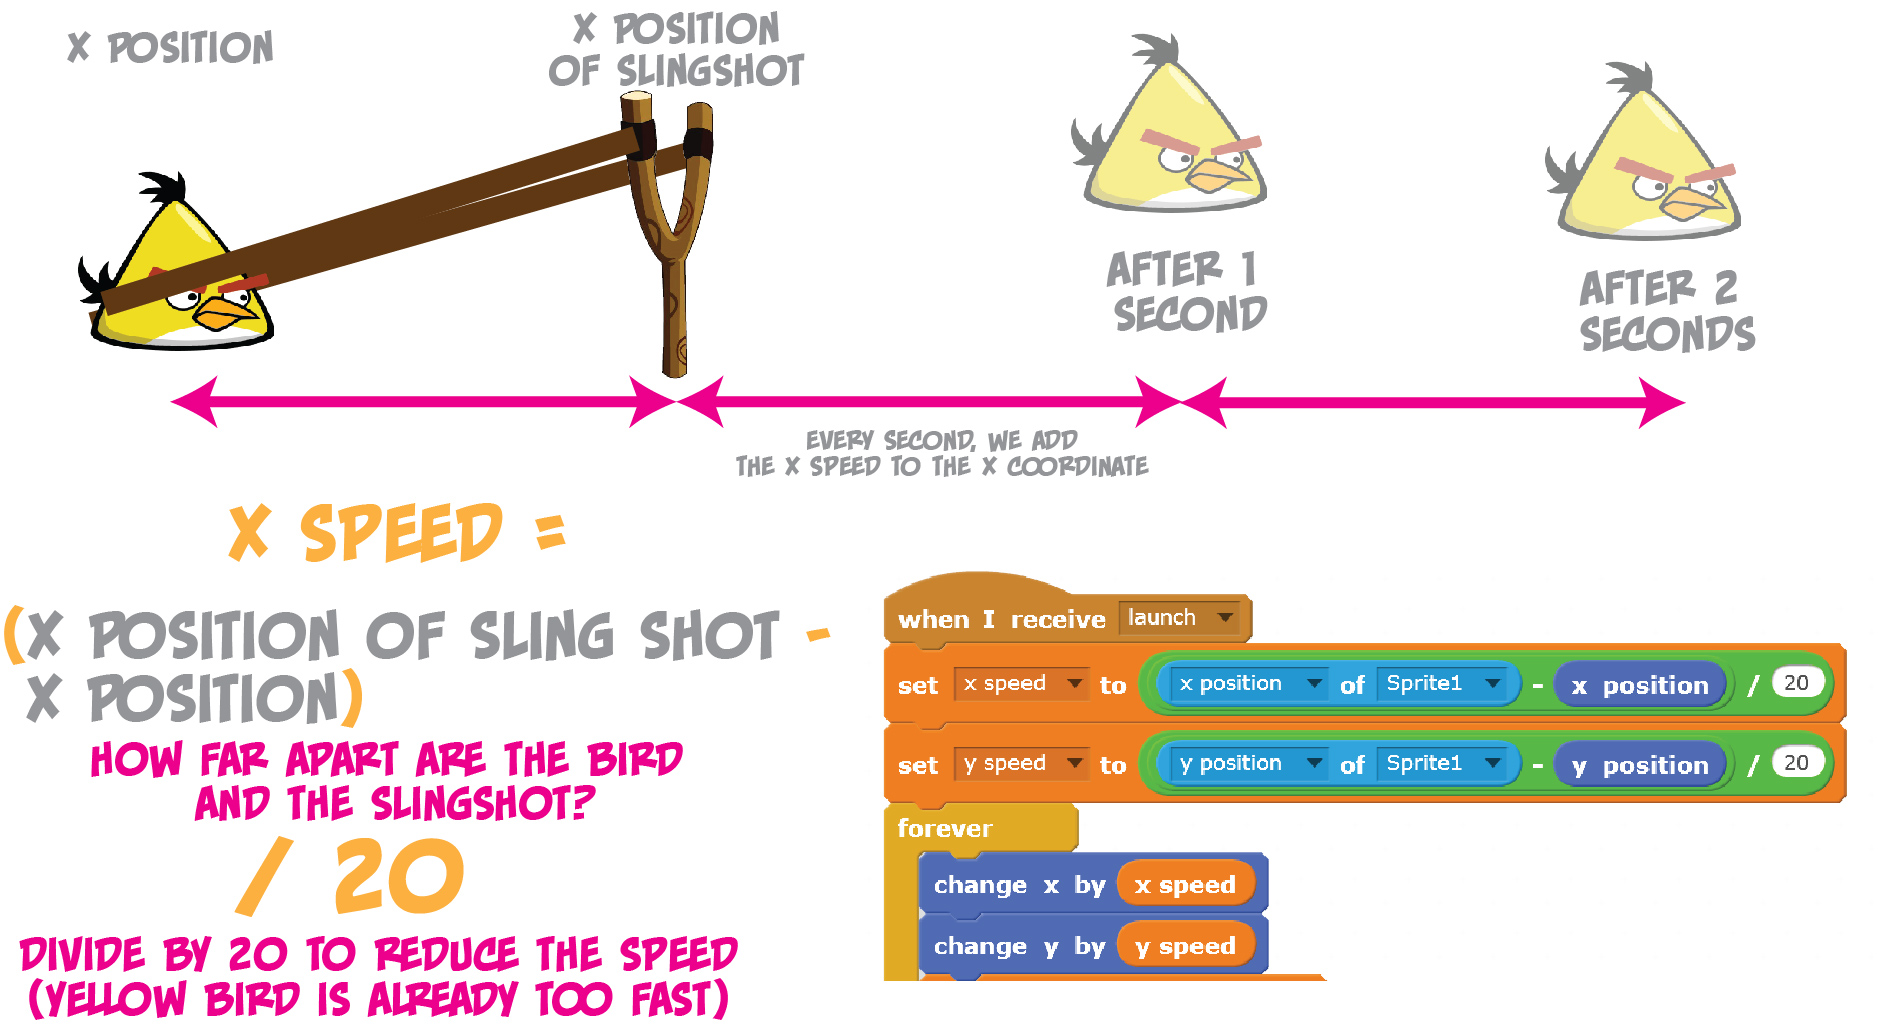 X POSITION
X POSITION
OF SLINGSHOT
AFTER 1
SECOND
AFTER 2
SECONDS
EVERY SECOND, WE ADD
THE X SPEED TO THE X COORDINATE
X SPEED =
(X POSITION OF SLING SHOT -
X POSITION)
HOW FAR APART ARE THE BIRD
AND THE SLINGSHOT?
/ 20
DIVIDE BY 20 TO REDUCE THE SPEED
(YELLOW BIRD IS ALREADY TOO FAST)
when I receive launch
set x speed to x position of Sprite1 - x position / 20
set y speed to y position of Sprite1 - y position / 20
forever
change x by x speed
change y by y speed